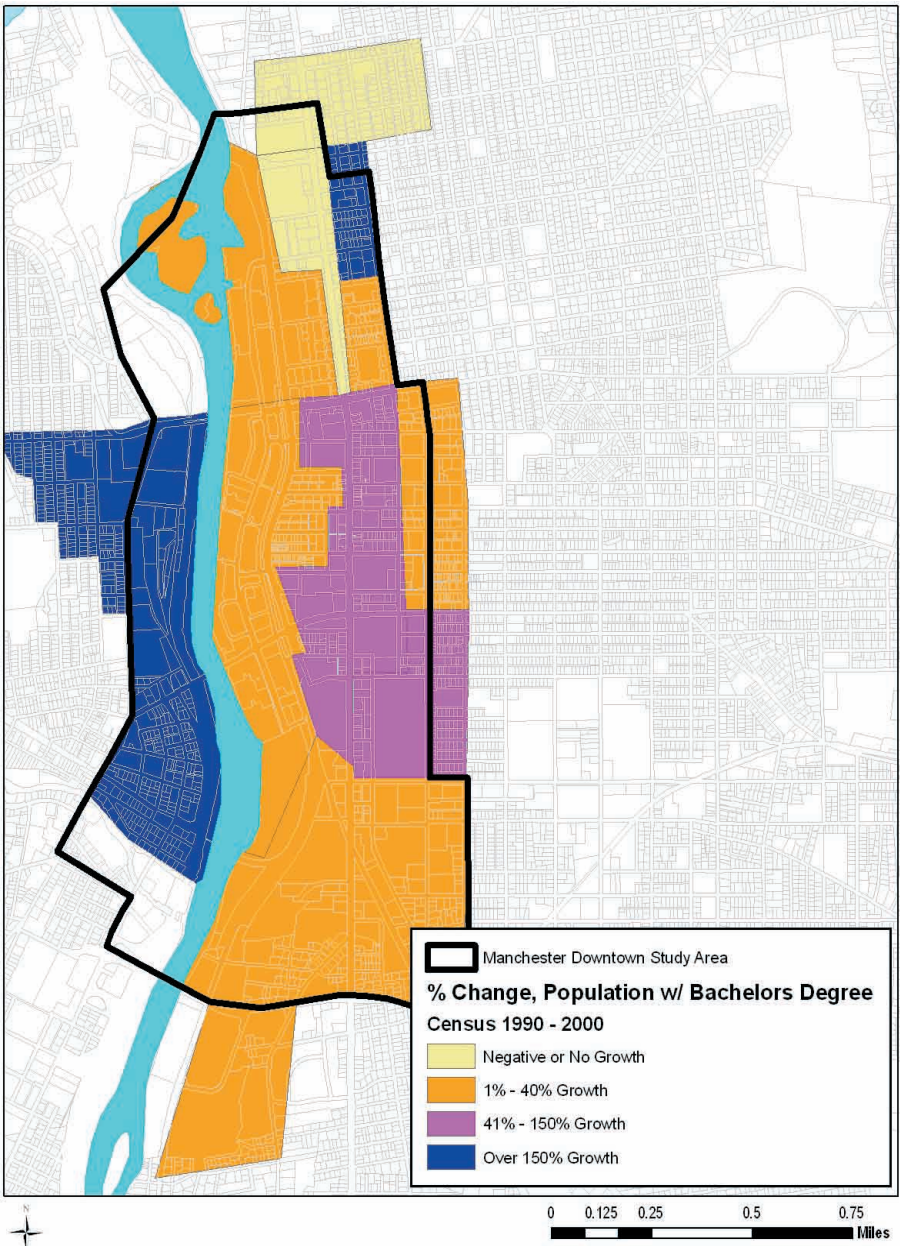 Manchester Downtown Study Area
% Change, Population w/ Bachelors Degree
Census 1990 - 2000
Negative or No Growth
1% - 40% Growth
41% - 150% Growth
Over 150% Growth
N
0 0.125 0.25 0.5 0.75
Miles